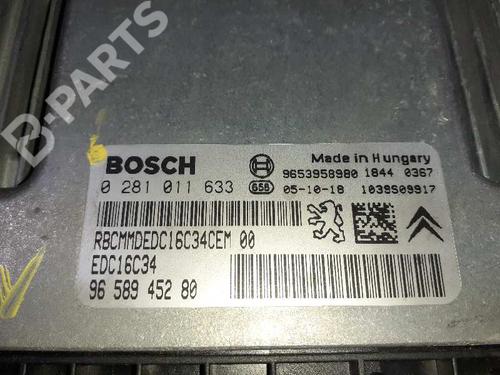 B-PARTS
BOSCH
Made in Hungary
9653958980 1844 0367
0 281 011 633 656 05-10-18 1039S09917
RBCMMDEDC16C34CEM 00
EDC16C34
96 589 452 80